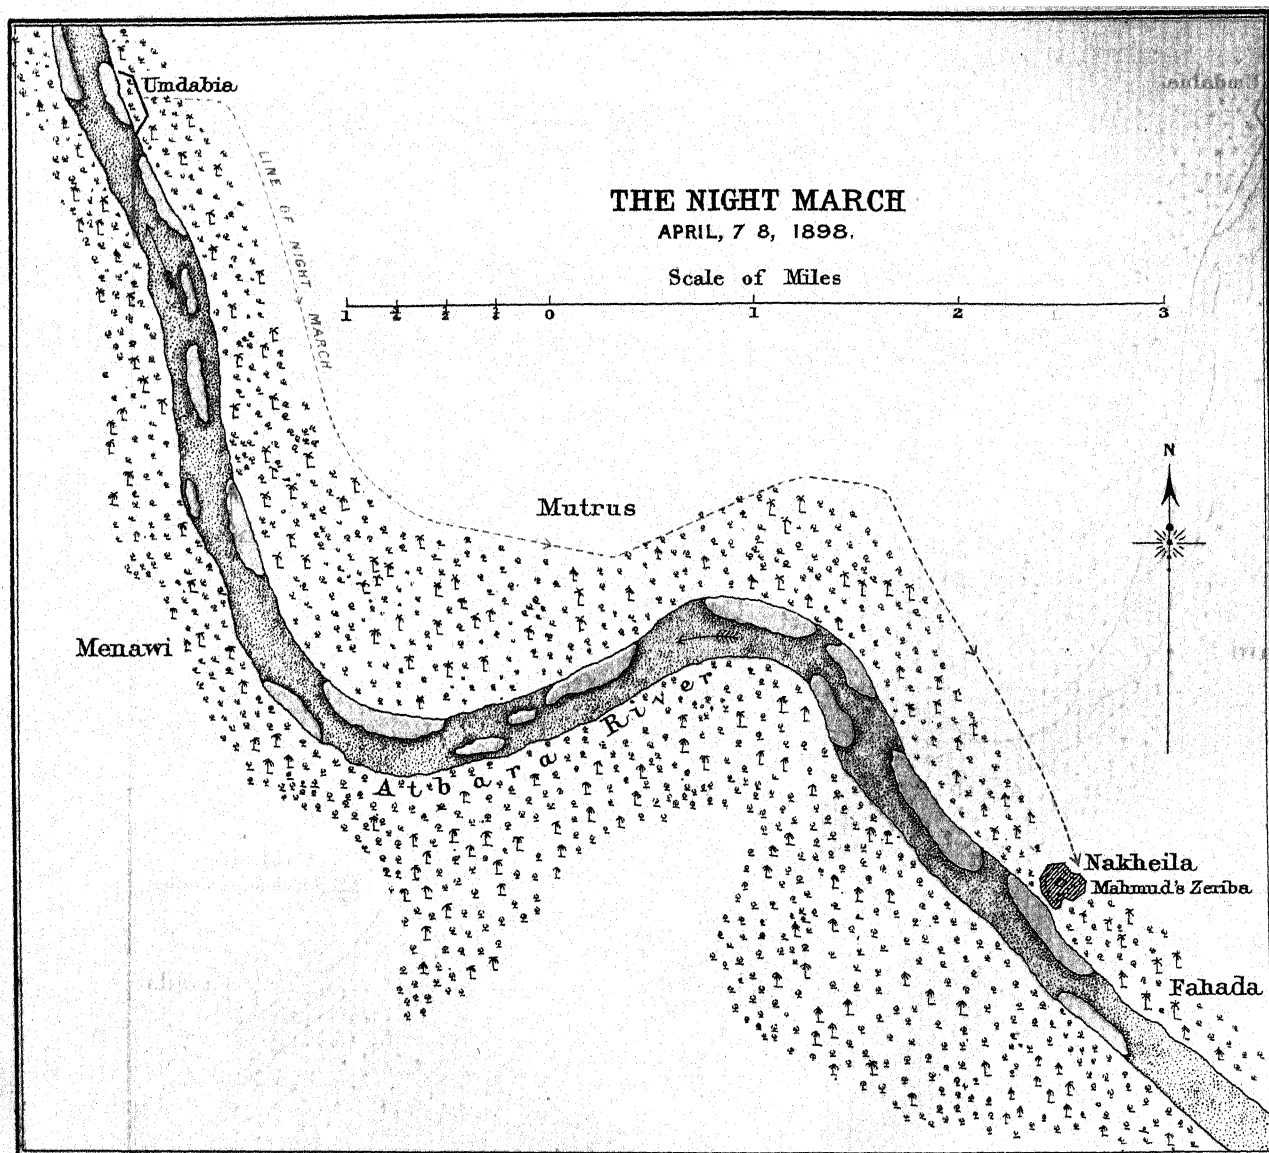 Umdabia
LINE OF NIGHT MARCH
THE NIGHT MARCH
APRIL, 7 8, 1898.
Scale of Miles
1 0 1 2 3
N
Mutrus
Menawi
Atbara River
Nakheila
Mahmud's Zeriba
Fahada